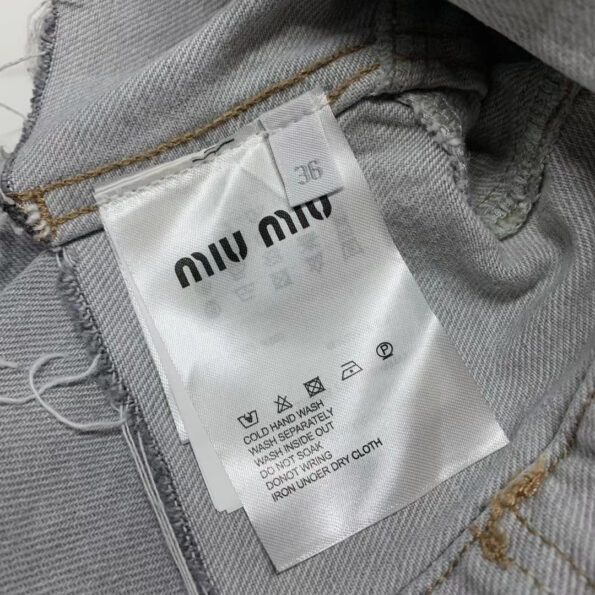 36
MIU MIU
P
COLD HAND WASH
WASH SEPARATELY
WASH INSIDE OUT
DO NOT SOAK
DONOT WRING
IRON UNOER DRY CLOTH